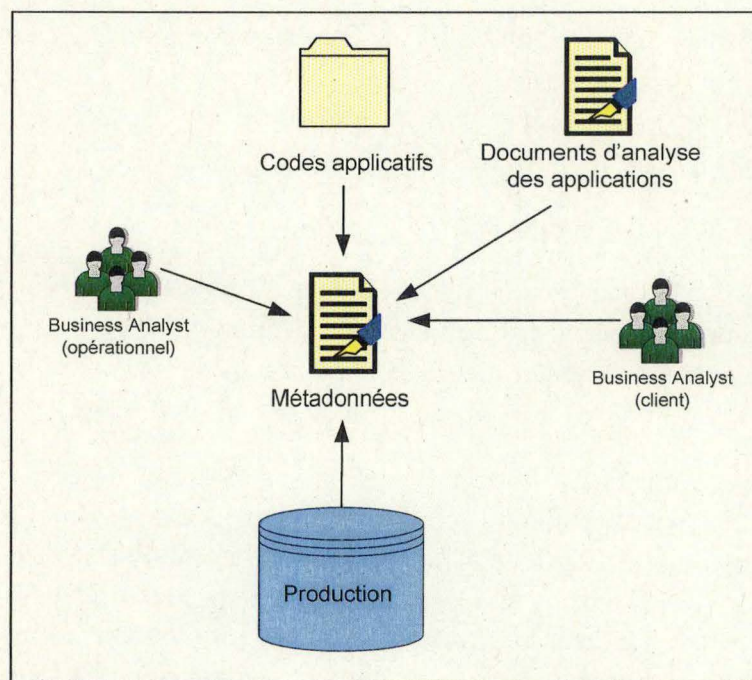 Codes applicatifs
Documents d'analyse
des applications
Business Analyst
(opérationnel)
Business Analyst
(client)
Métadonnées
Production